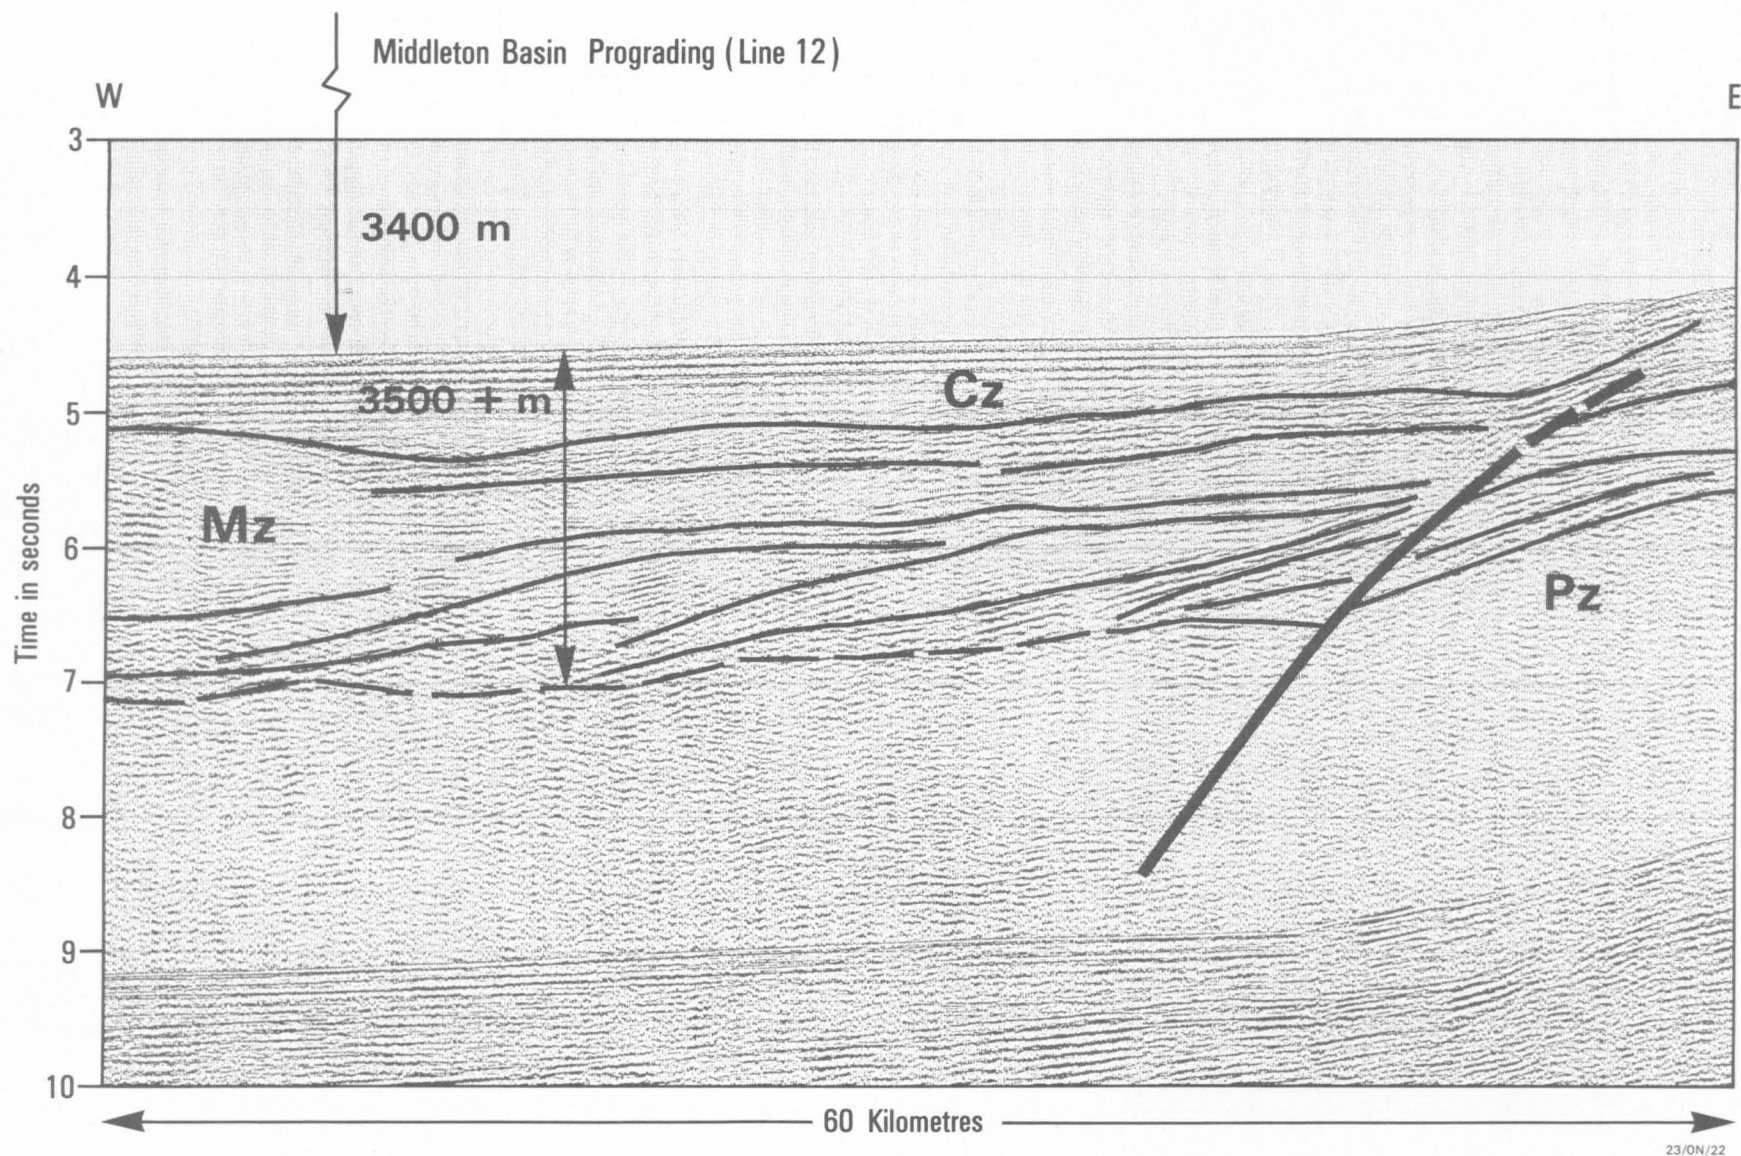 Middleton Basin Prograding (Line 12)
W
E
3
3400 m
4
3500 + m
Cz
5
Mz
6
Pz
7
8
9
10
Time in seconds
60 Kilometres
23/ON/22